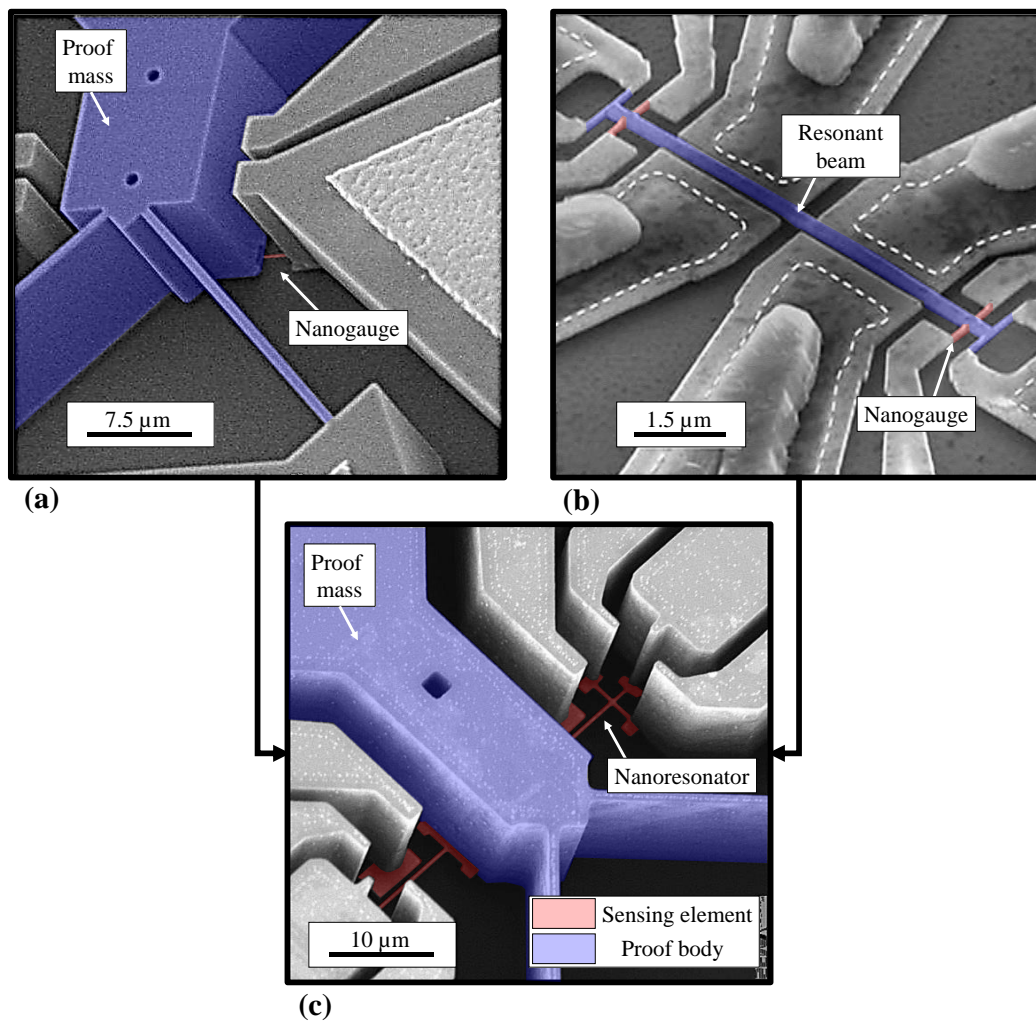 Proof
mass
Nanogauge
7.5 µm
(a)
Resonant
beam
Nanogauge
1.5 µm
(b)
Proof
mass
Nanoresonator
Sensing element
Proof body
10 µm
(c)